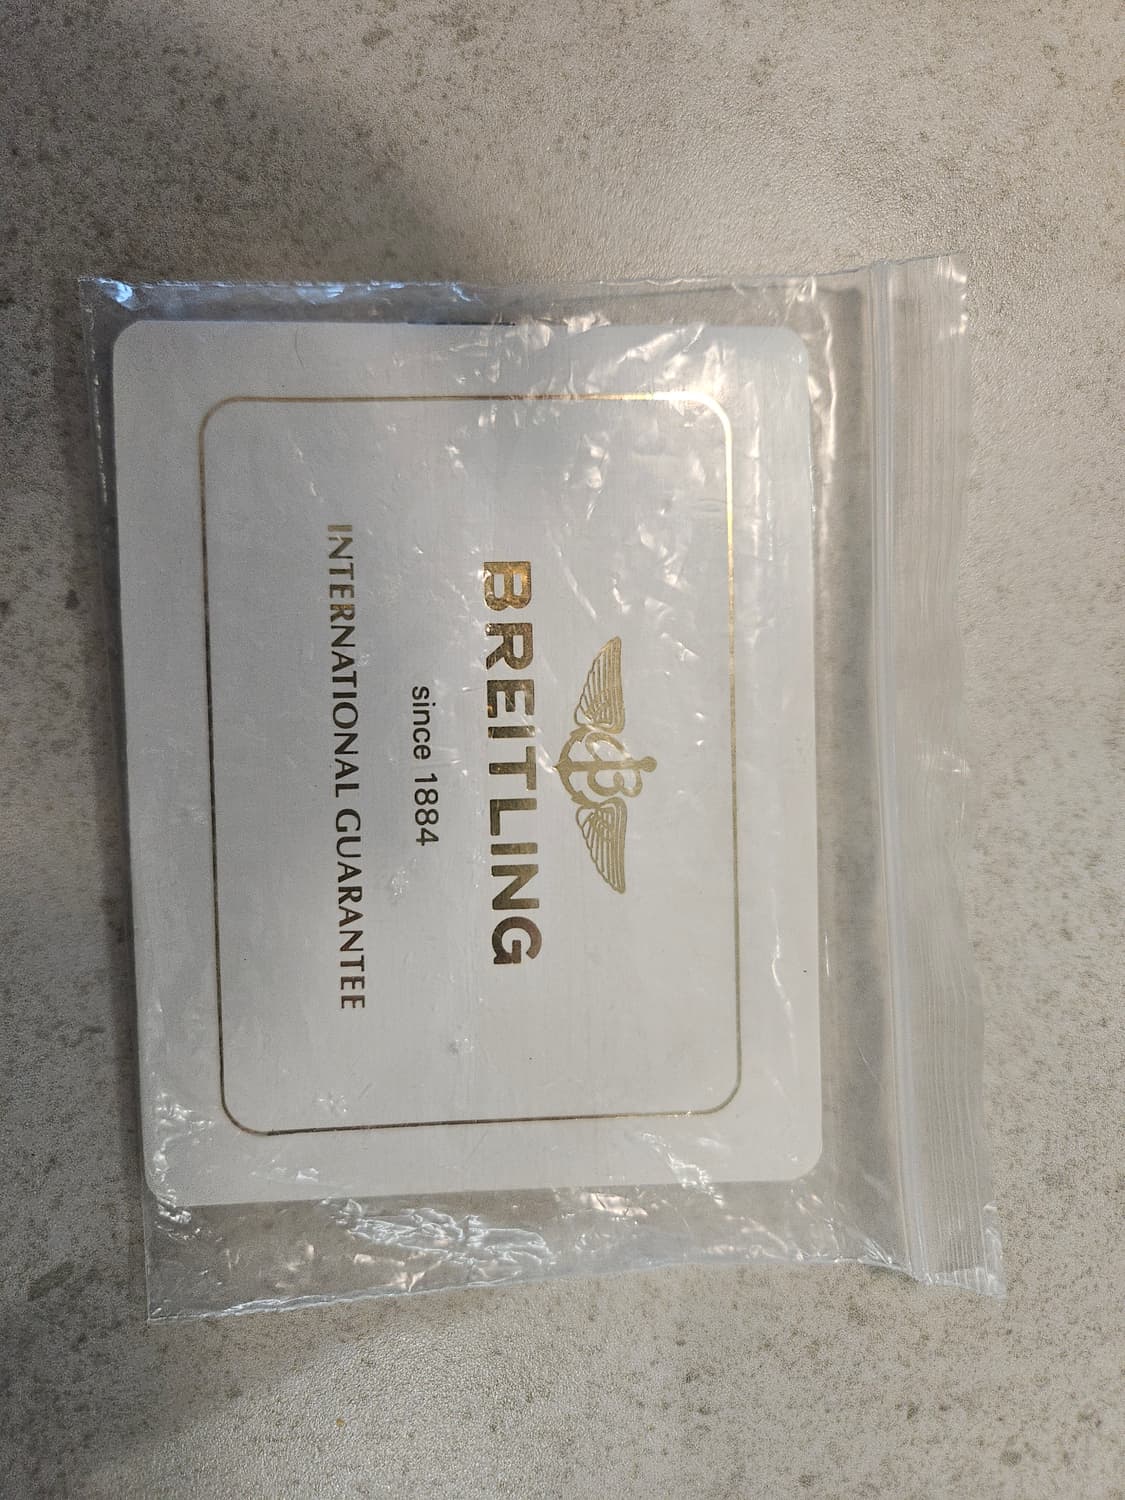 BREITLING
since 1884
INTERNATIONAL GUARANTEE